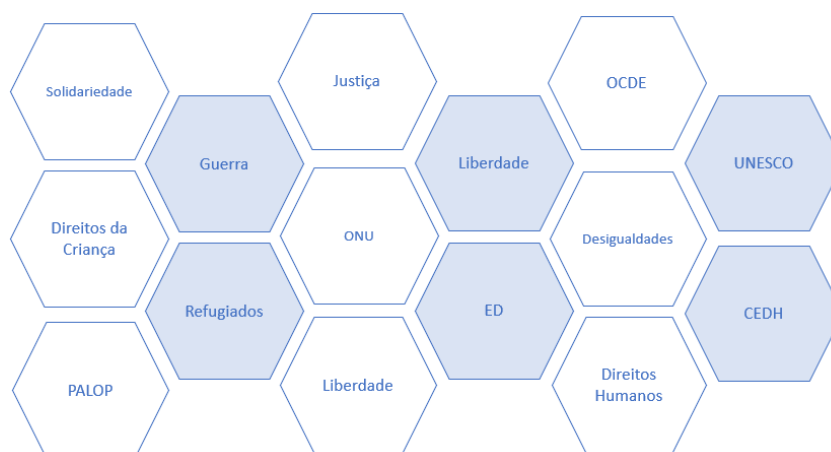 Solidariedade
Justiça
OCDE
Guerra
Liberdade
UNESCO
Direitos da
Criança
ONU
Desigualdades
Refugiados
ED
CEDH
PALOP
Liberdade
Direitos
Humanos